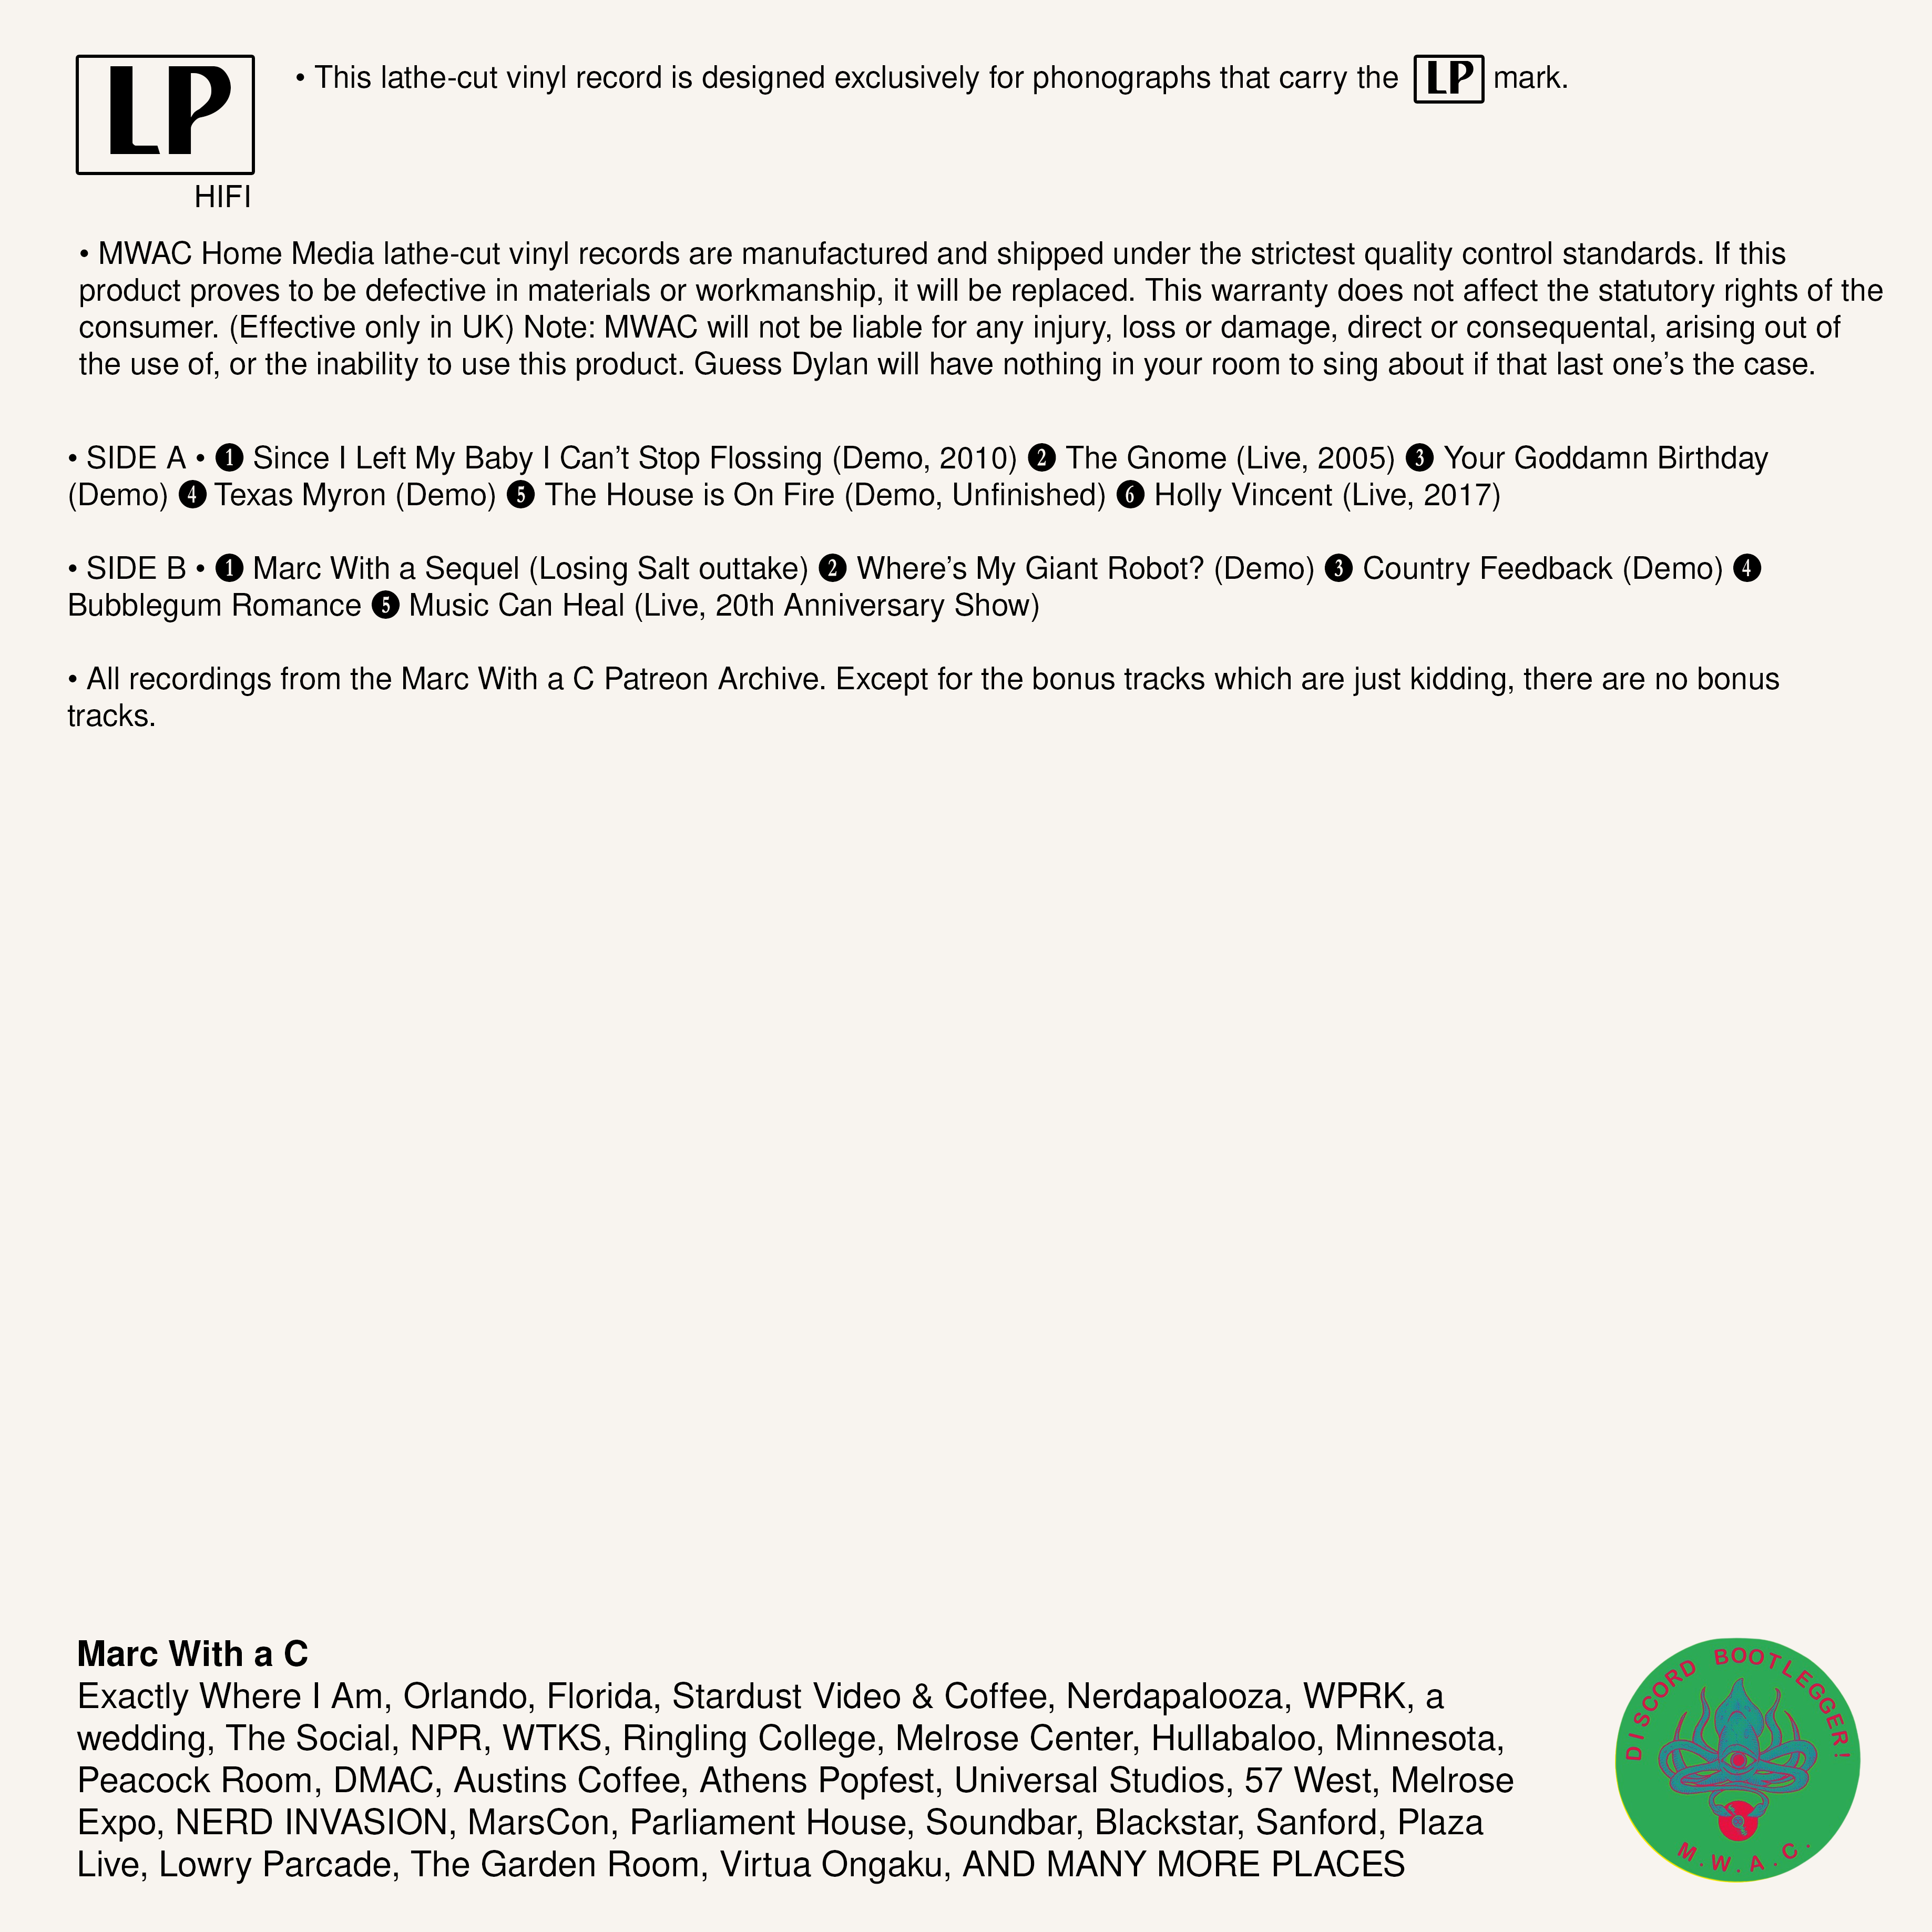 LP
HIFI
• This lathe-cut vinyl record is designed exclusively for phonographs that carry the LP mark.
• MWAC Home Media lathe-cut vinyl records are manufactured and shipped under the strictest quality control standards. If this
product proves to be defective in materials or workmanship, it will be replaced. This warranty does not affect the statutory rights of the
consumer. (Effective only in UK) Note: MWAC will not be liable for any injury, loss or damage, direct or consequental, arising out of
the use of, or the inability to use this product. Guess Dylan will have nothing in your room to sing about if that last one’s the case.
• SIDE A • ❶ Since I Left My Baby I Can’t Stop Flossing (Demo, 2010) ❷ The Gnome (Live, 2005) ❸ Your Goddamn Birthday
(Demo) ❹ Texas Myron (Demo) ❺ The House is On Fire (Demo, Unfinished) ❻ Holly Vincent (Live, 2017)
• SIDE B • ❶ Marc With a Sequel (Losing Salt outtake) ❷ Where’s My Giant Robot? (Demo) ❸ Country Feedback (Demo) ❹
Bubblegum Romance ❺ Music Can Heal (Live, 20th Anniversary Show)
• All recordings from the Marc With a C Patreon Archive. Except for the bonus tracks which are just kidding, there are no bonus
tracks.
Marc With a C
Exactly Where I Am, Orlando, Florida, Stardust Video & Coffee, Nerdapalooza, WPRK, a
wedding, The Social, NPR, WTKS, Ringling College, Melrose Center, Hullabaloo, Minnesota,
Peacock Room, DMAC, Austins Coffee, Athens Popfest, Universal Studios, 57 West, Melrose
Expo, NERD INVASION, MarsCon, Parliament House, Soundbar, Blackstar, Sanford, Plaza
Live, Lowry Parcade, The Garden Room, Virtua Ongaku, AND MANY MORE PLACES
DISCORD BOOTLEGGER!
M.W.A.C.